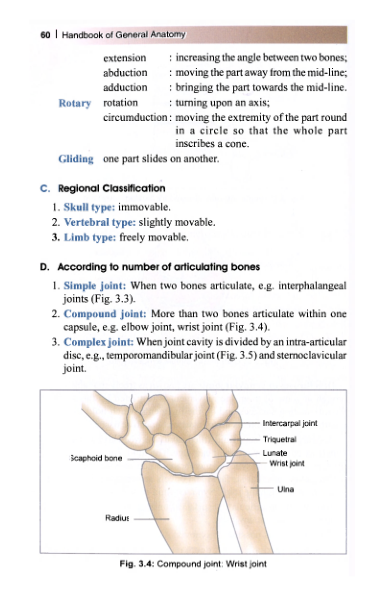 60 | Handbook of General Anatomy
extension : increasing the angle between two bones;
abduction : moving the part away from the mid-line;
adduction : bringing the part towards the mid-line.
Rotary rotation : turning upon an axis;
circumduction : moving the extremity of the part round
in a circle so that the whole part
inscribes a cone.
Gliding one part slides on another.
C. Regional Classification
1. Skull type: immovable.
2. Vertebral type: slightly movable.
3. Limb type: freely movable.
D. According to number of articulating bones
1. Simple joint: When two bones articulate, e.g. interphalangeal
joints (Fig. 3.3).
2. Compound joint: More than two bones articulate within one
capsule, e.g. elbow joint, wrist joint (Fig. 3.4).
3. Complex joint: When joint cavity is divided by an intra-articular
disc, e.g., temporomandibular joint (Fig. 3.5) and sternoclavicular
joint.
Intercarpal joint
Triquetral
Lunate
Scaphoid bone
Wrist joint
Ulna
Radius
Fig. 3.4: Compound joint: Wrist joint